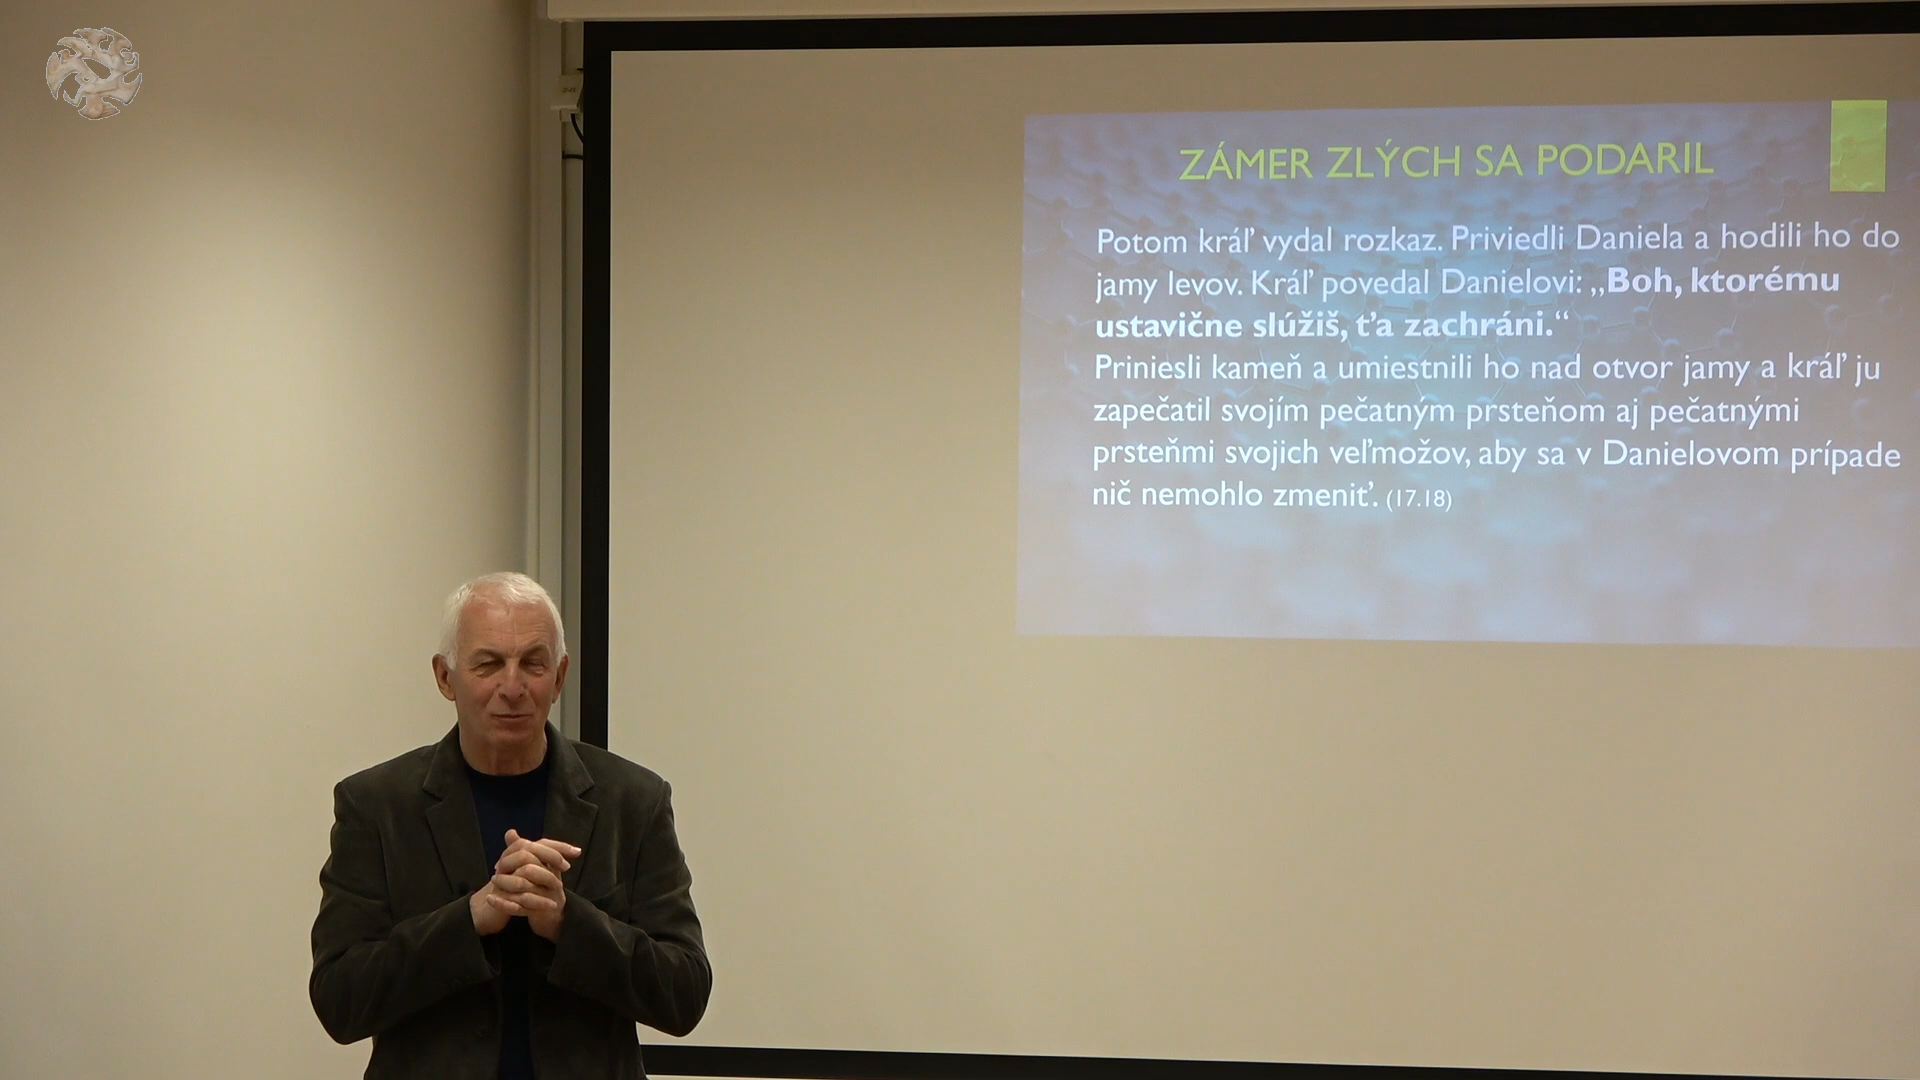 ZÁMER ZLÝCH SA PODARIL
Potom kráľ vydal rozkaz. Priviedli Daniela a hodili ho do
jamy levov. Kráľ povedal Danielovi: „Boh, ktorému
ustavične slúžiš, ťa zachráni.“
Priniesli kameň a umiestnili ho nad otvor jamy a kráľ ju
zapečatil svojím pečatným prsteňom aj pečatnými
prsteňmi svojich veľmožov, aby sa v Danielovom prípade
nič nemohlo zmeniť. (17.18)